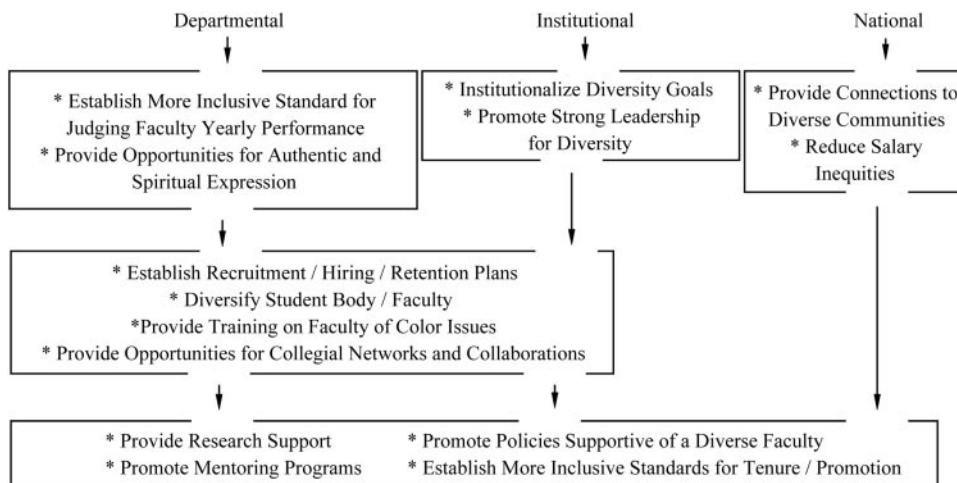 Departmental
Institutional
National
* Establish More Inclusive Standard for
Judging Faculty Yearly Performance
* Provide Opportunities for Authentic and
Spiritual Expression
* Institutionalize Diversity Goals
* Promote Strong Leadership
for Diversity
* Provide Connections to
Diverse Communities
* Reduce Salary
Inequities
* Establish Recruitment / Hiring / Retention Plans
* Diversify Student Body / Faculty
*Provide Training on Faculty of Color Issues
* Provide Opportunities for Collegial Networks and Collaborations
* Provide Research Support
* Promote Mentoring Programs
* Promote Policies Supportive of a Diverse Faculty
* Establish More Inclusive Standards for Tenure / Promotion